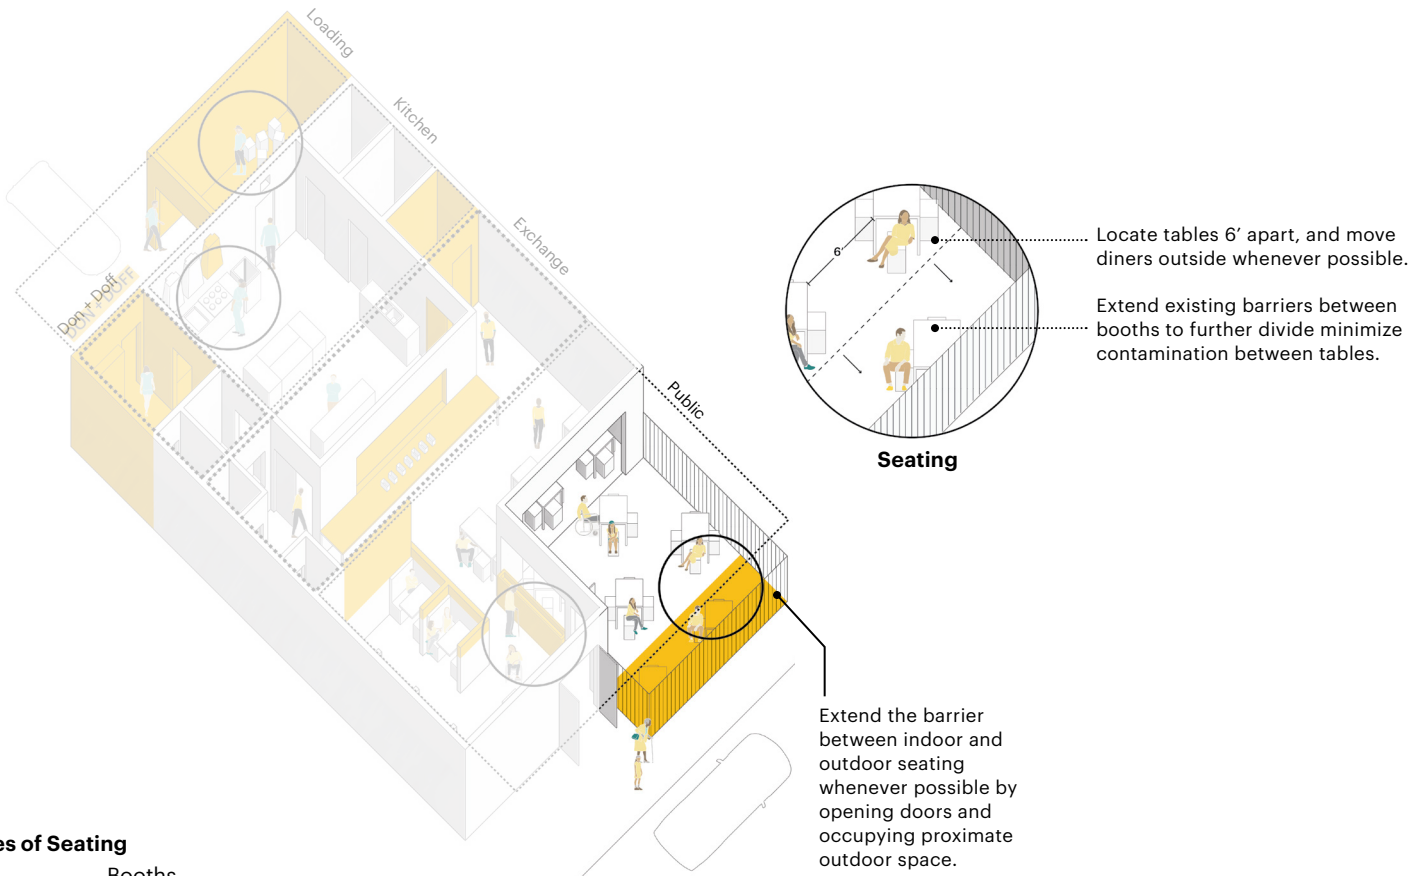 Loading
Kitchen
Exchange
Don + Doff
DON + DOFF
Public
6′
Locate tables 6′ apart, and move
diners outside whenever possible.
Extend existing barriers between
booths to further divide minimize
contamination between tables.
Seating
Extend the barrier
between indoor and
outdoor seating
whenever possible by
opening doors and
occupying proximate
outdoor space.
es of Seating
Booths